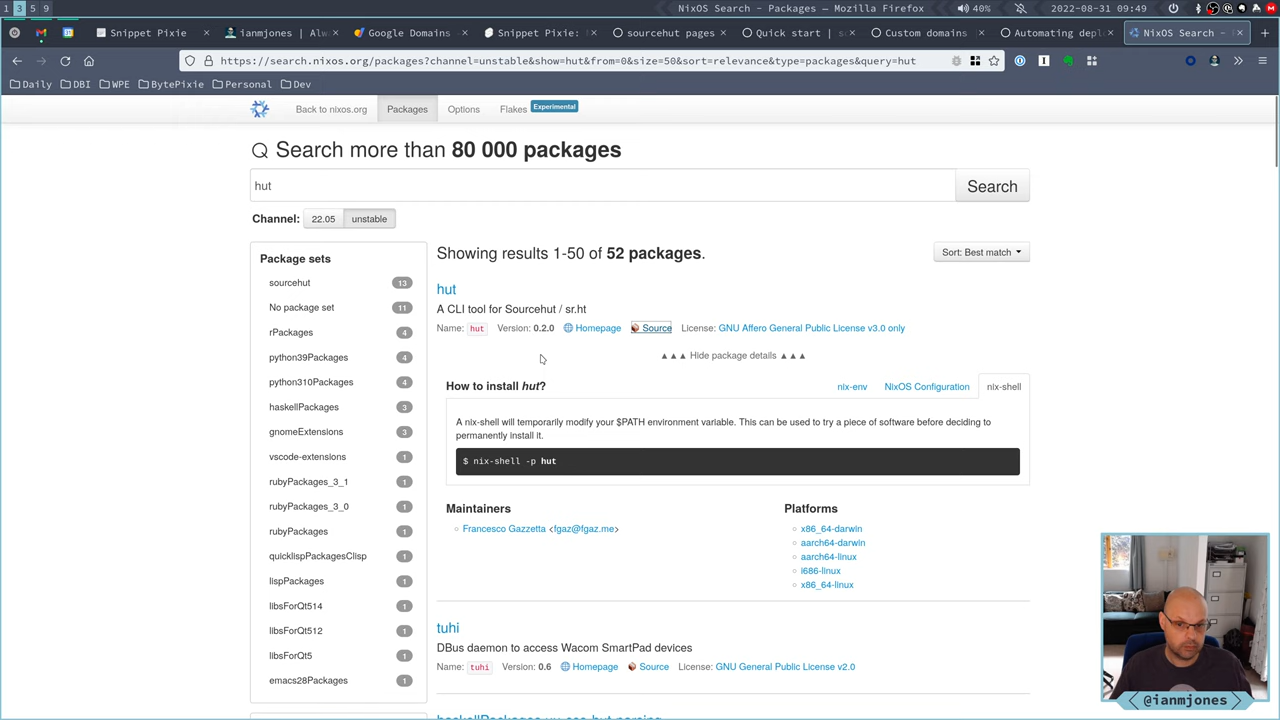 1 3 5 9
NixOS Search - Packages — Mozilla Firefox
40%
2022-08-31 09:49
Snippet Pixie
ianmjones | Alw
Google Domains
Snippet Pixie:
sourcehut pages
Quick start | s
Custom domains
Automating depl
NixOS Search -
https://search.nixos.org/packages?channel=unstable&show=hut&from=0&size=50&sort=relevance&type=packages&query=hut
Daily
DBI
WPE
BytePixie
Personal
Dev
Back to nixos.org
Packages
Options
Flakes
Experimental
Search more than 80 000 packages
hut
Search
Channel:
22.05
unstable
Package sets
sourcehut 13
No package set 11
rPackages 4
python39Packages 4
python310Packages 4
haskellPackages 3
gnomeExtensions 3
vscode-extensions 1
rubyPackages_3_1 1
rubyPackages_3_0 1
rubyPackages 1
quicklispPackagesClisp 1
lispPackages 1
libsForQt514 1
libsForQt512 1
libsForQt5 1
emacs28Packages 1
Showing results 1-50 of 52 packages.
Sort: Best match
hut
A CLI tool for Sourcehut / sr.ht
Name: hut Version: 0.2.0 Homepage Source License: GNU Affero General Public License v3.0 only
▲▲▲ Hide package details ▲▲▲
How to install hut?
nix-env
NixOS Configuration
nix-shell
A nix-shell will temporarily modify your $PATH environment variable. This can be used to try a piece of software before deciding to
permanently install it.
$ nix-shell -p hut
Maintainers
Francesco Gazzetta <fgaz@fgaz.me>
Platforms
x86_64-darwin
aarch64-darwin
aarch64-linux
i686-linux
x86_64-linux
tuhi
DBus daemon to access Wacom SmartPad devices
Name: tuhi Version: 0.6 Homepage Source License: GNU General Public License v2.0
@ianmjones